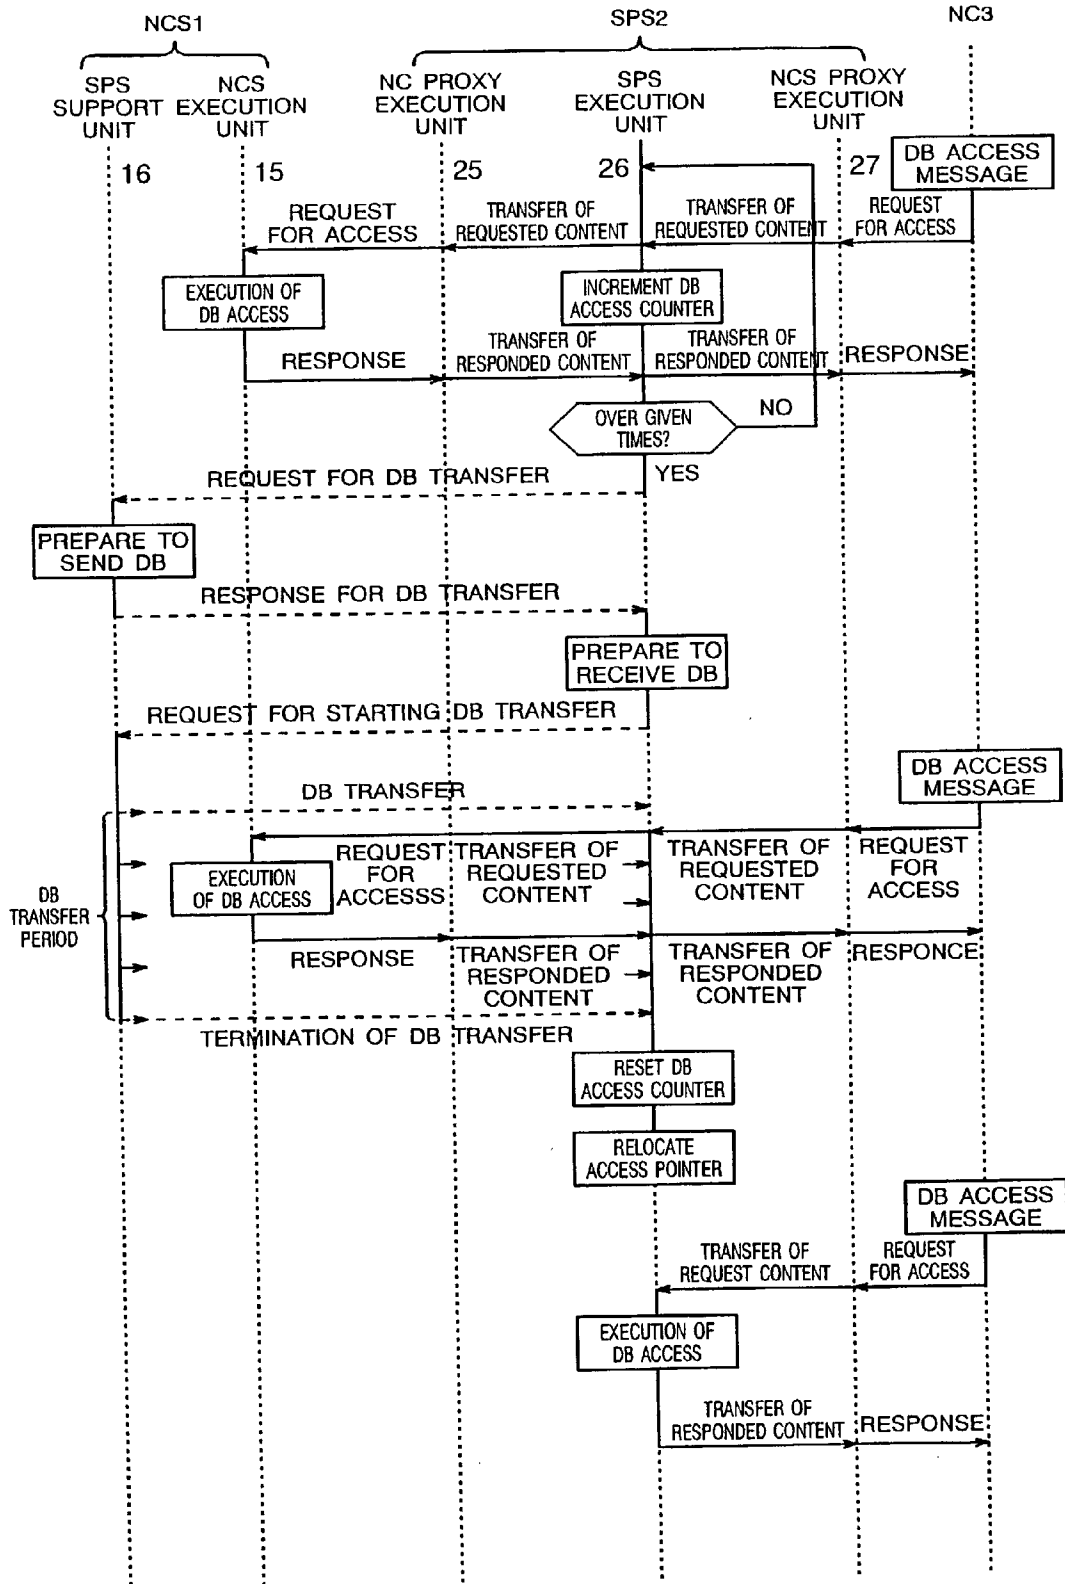 NCS1
SPS2
NC3
SPS
SUPPORT
UNIT
NCS
EXECUTION
UNIT
NC PROXY
EXECUTION
UNIT
SPS
EXECUTION
UNIT
NCS PROXY
EXECUTION
UNIT
16
15
25
26
27
DB ACCESS
MESSAGE
REQUEST
FOR ACCESS
TRANSFER OF
REQUESTED CONTENT
TRANSFER OF
REQUESTED CONTENT
REQUEST
FOR ACCESS
EXECUTION OF
DB ACCESS
INCREMENT DB
ACCESS COUNTER
RESPONSE
TRANSFER OF
RESPONDED CONTENT
TRANSFER OF
RESPONDED CONTENT
RESPONSE
OVER GIVEN
TIMES?
NO
YES
REQUEST FOR DB TRANSFER
PREPARE TO
SEND DB
RESPONSE FOR DB TRANSFER
PREPARE TO
RECEIVE DB
REQUEST FOR STARTING DB TRANSFER
DB ACCESS
MESSAGE
DB TRANSFER
REQUEST
FOR
ACCESSS
TRANSFER OF
REQUESTED
CONTENT
TRANSFER OF
REQUESTED
CONTENT
REQUEST
FOR
ACCESS
EXECUTION
OF DB ACCESS
DB
TRANSFER
PERIOD
RESPONSE
TRANSFER OF
RESPONDED
CONTENT
TRANSFER OF
RESPONDED
CONTENT
RESPONCE
TERMINATION OF DB TRANSFER
RESET DB
ACCESS COUNTER
RELOCATE
ACCESS POINTER
DB ACCESS
MESSAGE
TRANSFER OF
REQUEST CONTENT
REQUEST
FOR ACCESS
EXECUTION OF
DB ACCESS
TRANSFER OF
RESPONDED CONTENT
RESPONSE